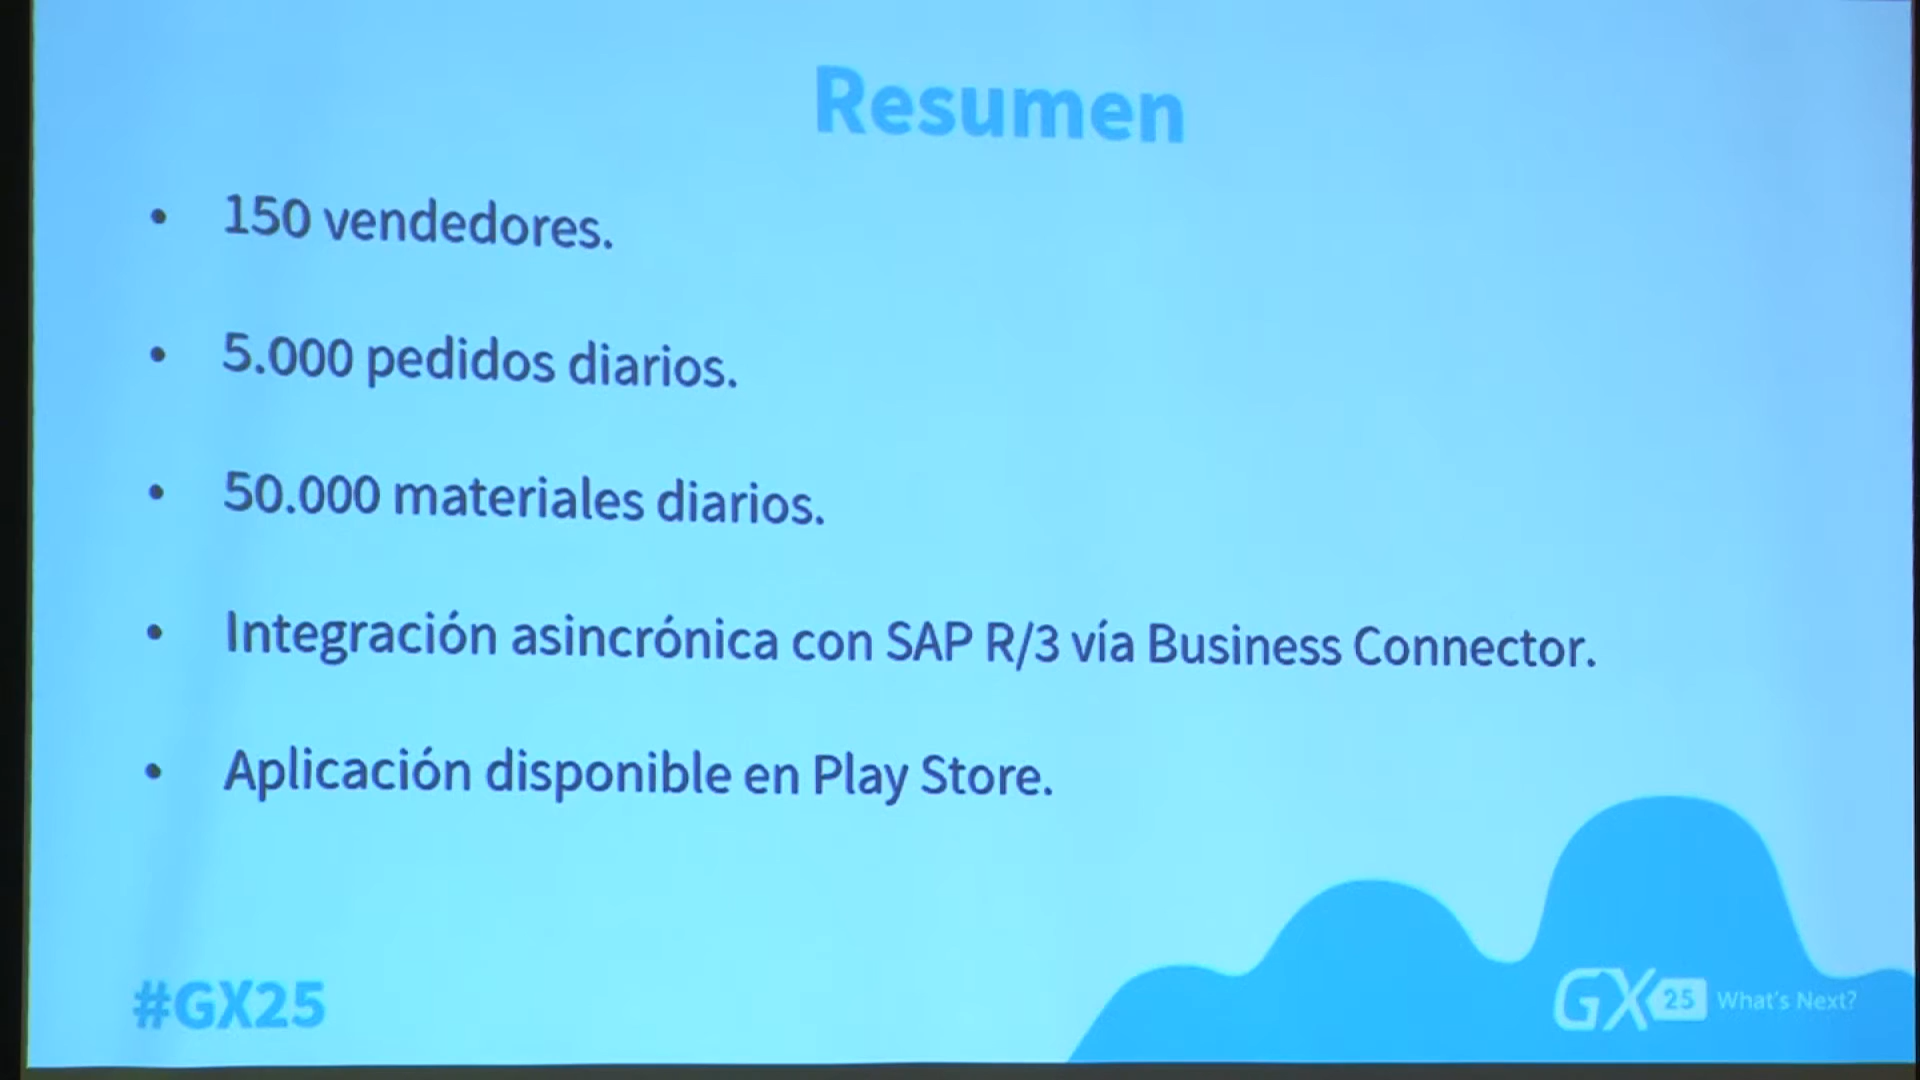 Resumen
• 150 vendedores.
• 5.000 pedidos diarios.
• 50.000 materiales diarios.
• Integración asincrónica con SAP R/3 vía Business Connector.
• Aplicación disponible en Play Store.
#GX25
GX 25 What's Next?